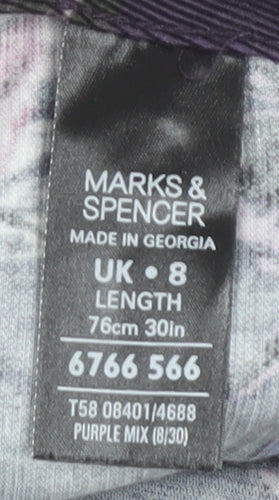 MARKS &
SPENCER
MADE IN GEORGIA
UK • 8
LENGTH
76cm 30in
6766 566
T58 08401/4688
PURPLE MIX (8/30)